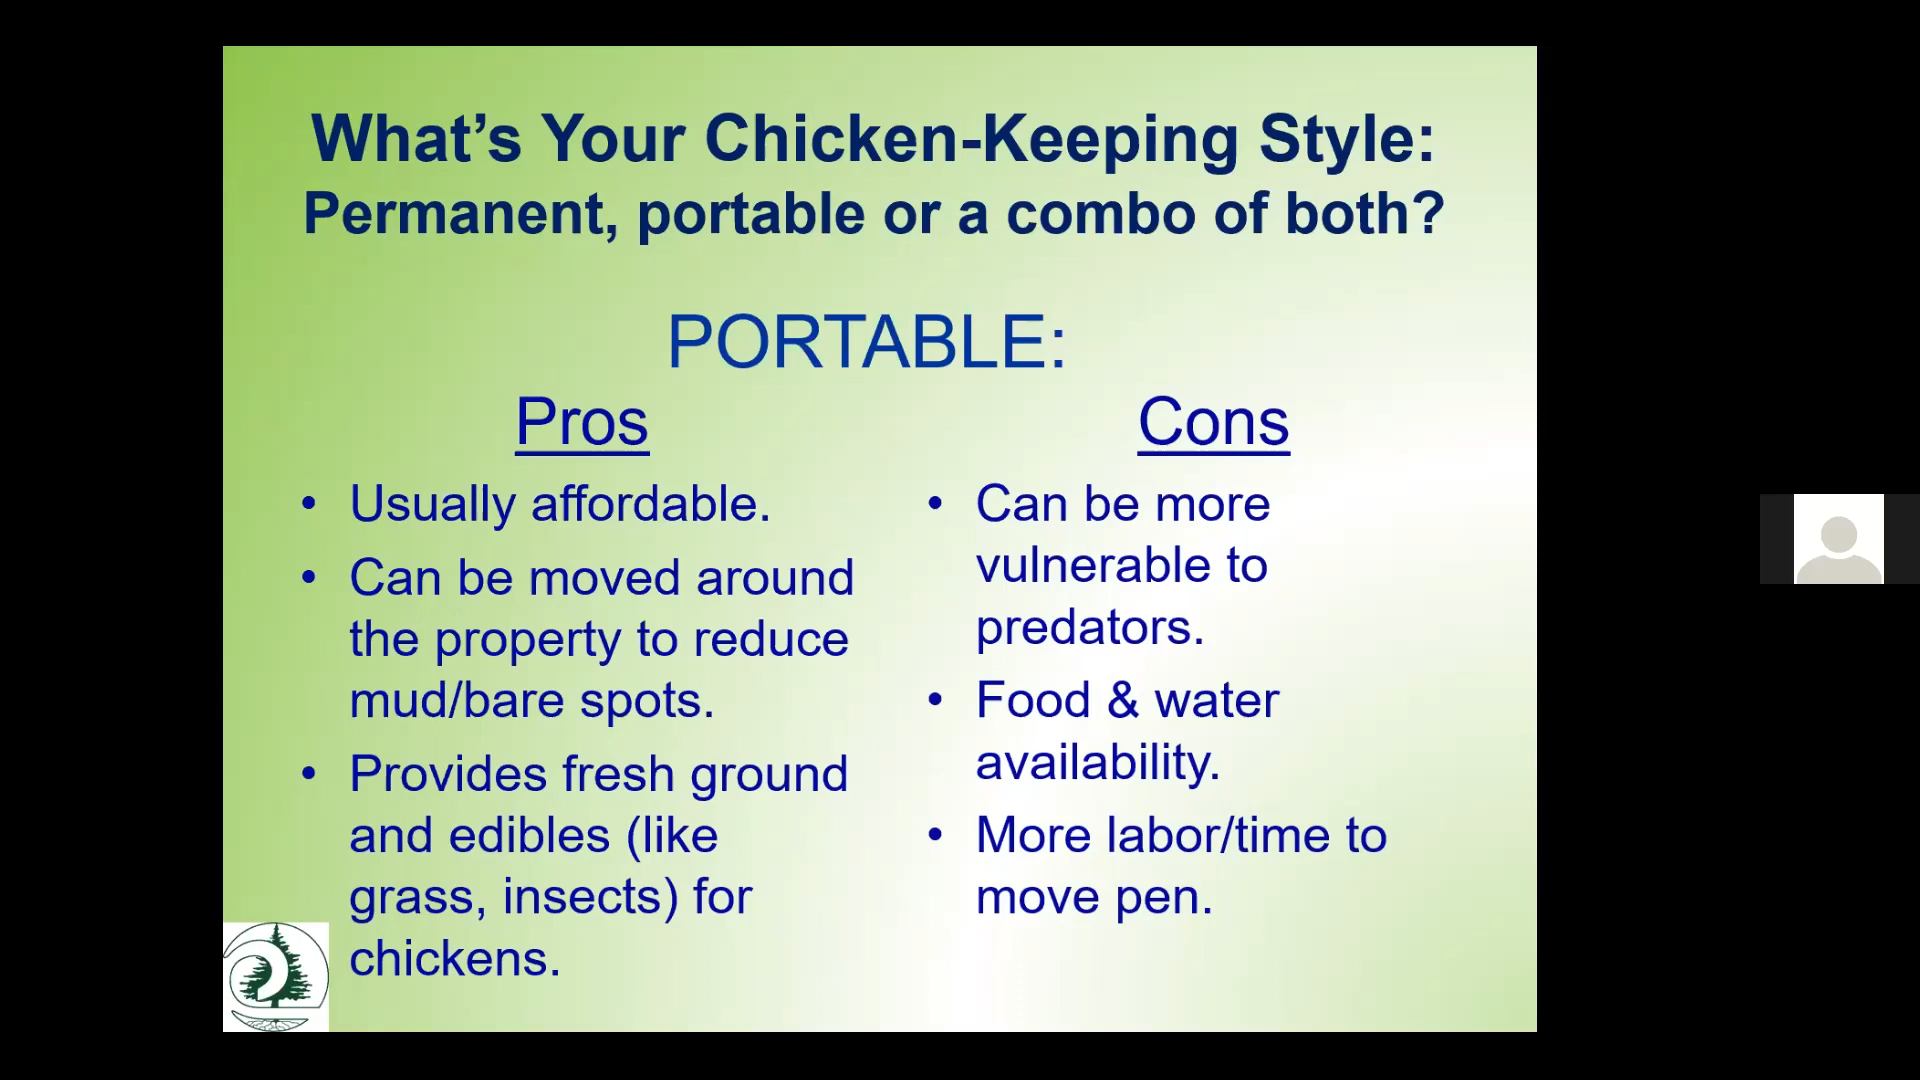 What’s Your Chicken-Keeping Style:
Permanent, portable or a combo of both?
PORTABLE:
Pros
• Usually affordable.
• Can be moved around
the property to reduce
mud/bare spots.
• Provides fresh ground
and edibles (like
grass, insects) for
chickens.
Cons
• Can be more
vulnerable to
predators.
• Food & water
availability.
• More labor/time to
move pen.